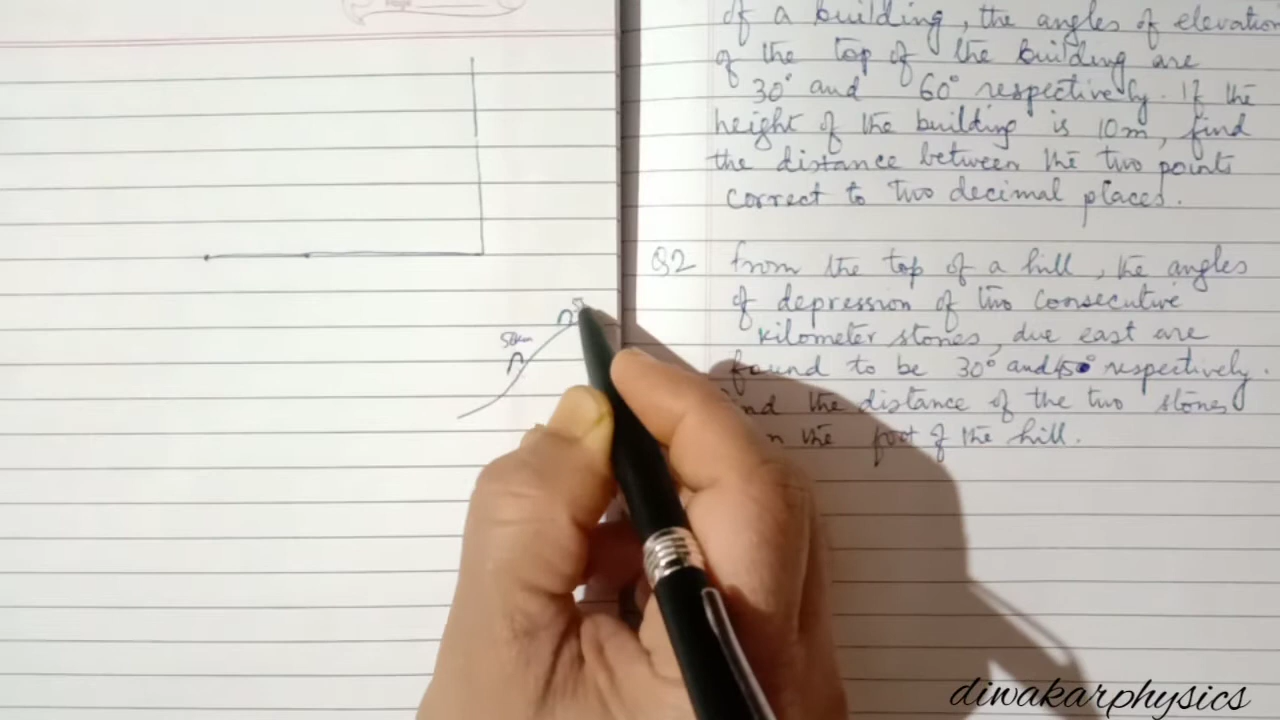 of a building, the angles of elevation
of the top of the building are
30° and 60° respectively. If the
height of the building is 10m, find
the distance between the two points
correct to two decimal places.
Q2 from the top of a hill, the angles
of depression of two consecutive
kilometer stones, due east are
found to be 30° and 45° respectively.
the distance of the two stones
the foot of the hill.
50km
diwakarphysics